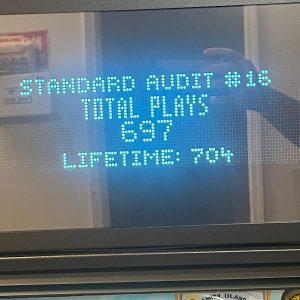 STANDARD AUDIT #16
TOTAL PLAYS
697
LIFETIME: 704